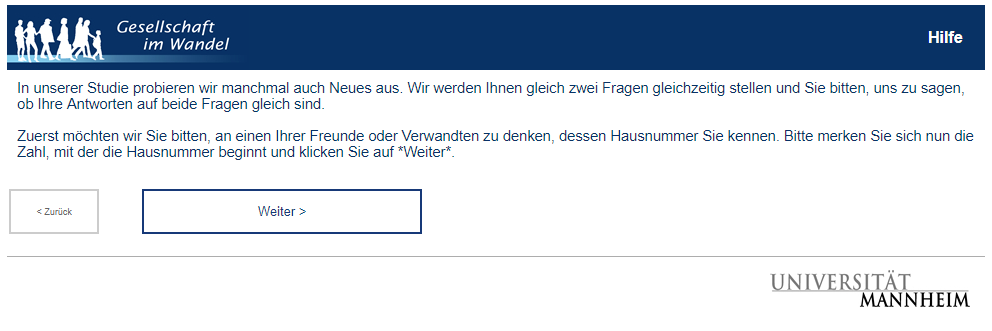 Gesellschaft
im Wandel
Hilfe
In unserer Studie probieren wir manchmal auch Neues aus. Wir werden Ihnen gleich zwei Fragen gleichzeitig stellen und Sie bitten, uns zu sagen,
ob Ihre Antworten auf beide Fragen gleich sind.
Zuerst möchten wir Sie bitten, an einen Ihrer Freunde oder Verwandten zu denken, dessen Hausnummer Sie kennen. Bitte merken Sie sich nun die
Zahl, mit der die Hausnummer beginnt und klicken Sie auf *Weiter*.
< Zurück
Weiter >
UNIVERSITÄT
MANNHEIM